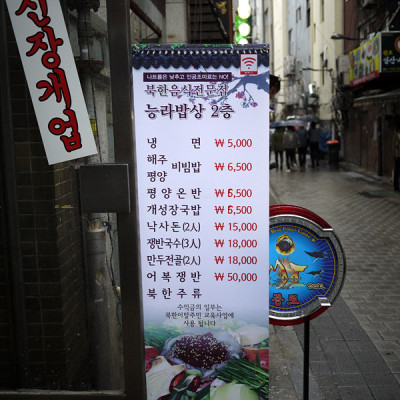 신장개업
나트륨은 낮추고 인공조미료는 NO!
북한음식전문점
능라밥상 2층
냉 면 ₩ 5,000
해주
평양 비빔밥 ₩ 6,500
평양온반 ₩ 6,500
개성장국밥 ₩ 6,500
낙사돈(2人) ₩ 15,000
쟁반국수(3人) ₩ 18,000
만두전골(2人) ₩ 18,000
어복쟁반 ₩ 50,000
북한주류
수익금의 일부는
북한이탈주민 교육사업에
사용 됩니다